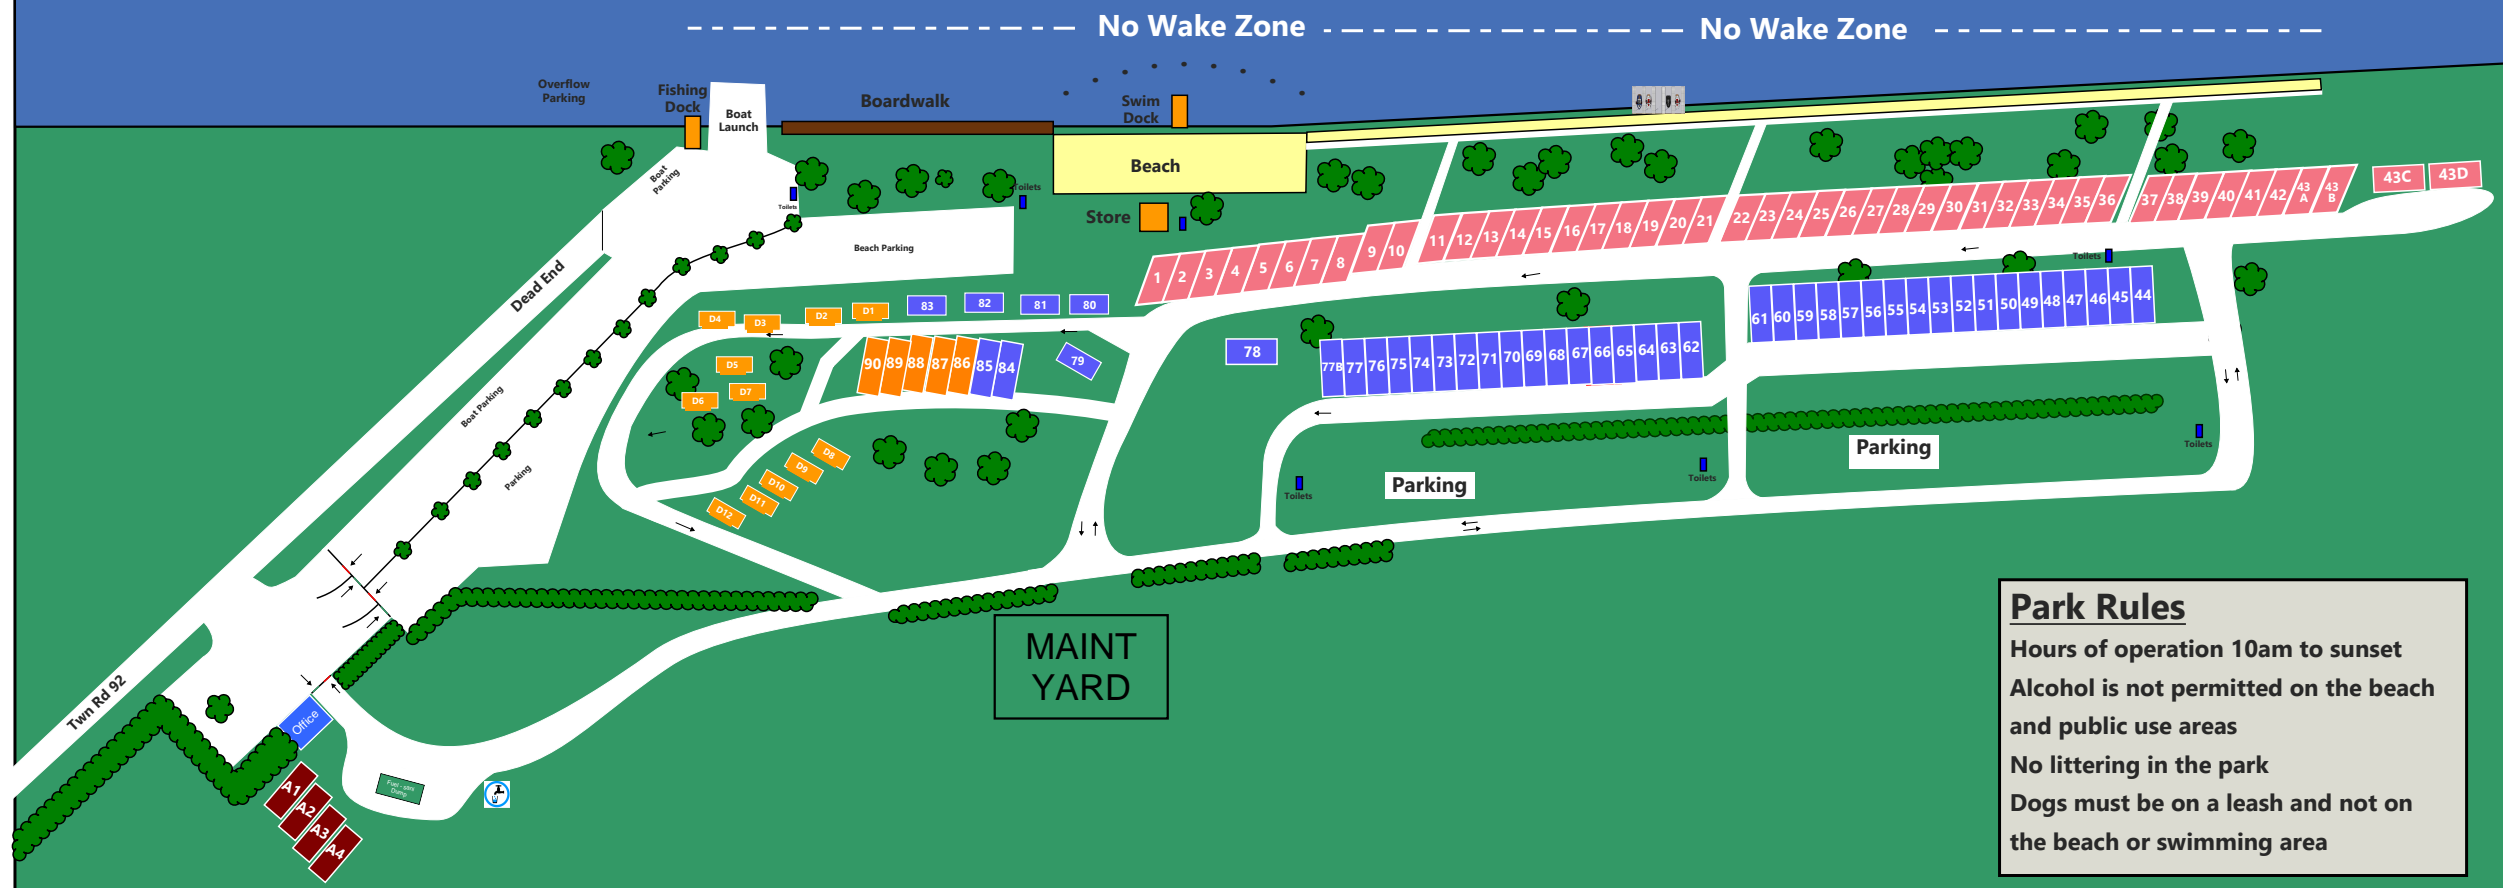 No Wake Zone
No Wake Zone
Overflow
Parking
Fishing
Dock
Boat
Launch
Boardwalk
Swim
Dock
Beach
Boat
Parking
Toilets
Toilets
Store
Beach Parking
Dead End
43C
43D
1
2
3
4
5
6
7
8
9
10
11
12
13
14
15
16
17
18
19
20
21
22
23
24
25
26
27
28
29
30
31
32
33
34
35
36
37
38
39
40
41
42
43
A
43
B
Toilets
83
82
81
80
D4
D3
D2
D1
D5
D7
D6
90
89
88
87
86
85
84
79
78
77B
77
76
75
74
73
72
71
70
69
68
67
66
65
64
63
62
61
60
59
58
57
56
55
54
53
52
51
50
49
48
47
46
45
44
Boat Parking
Parking
D8
D9
D10
D11
D12
Parking
Parking
Toilets
Toilets
Toilets
MAINT
YARD
Twn Rd 92
Office
A1
A2
A3
A4
Park Rules
Hours of operation 10am to sunset
Alcohol is not permitted on the beach
and public use areas
No littering in the park
Dogs must be on a leash and not on
the beach or swimming area